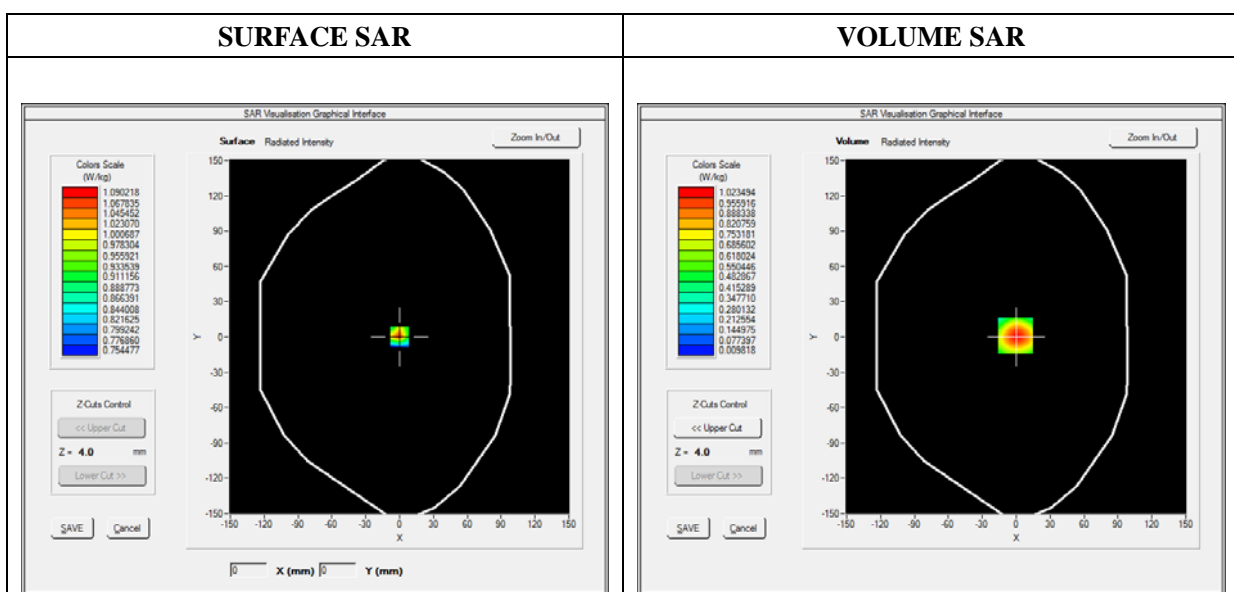 SURFACE SAR
VOLUME SAR
SAR Visualisation Graphical Interface
Surface Radiated Intensity
Zoom In/Out
Colors Scale
(W/kg)
1.090218
1.067835
1.045452
1.023070
1.000687
0.978304
0.955921
0.933539
0.911156
0.888773
0.866391
0.844008
0.821625
0.799242
0.776860
0.754477
Z-Cuts Control
<< Upper Cut
Z = 4.0 mm
Lower Cut >>
SAVE Cancel
150
120
90
60
30
0
-30
-60
-90
-120
-150
Y
-150 -120 -90 -60 -30 0 30 60 90 120 150
X
0 X (mm) 0 Y (mm)
SAR Visualisation Graphical Interface
Volume Radiated Intensity
Zoom In/Out
Colors Scale
(W/kg)
1.023494
0.955916
0.888338
0.820759
0.753181
0.685602
0.618024
0.550446
0.482867
0.415289
0.347710
0.280132
0.212554
0.144975
0.077397
0.009818
Z-Cuts Control
<< Upper Cut
Z = 4.0 mm
Lower Cut >>
SAVE Cancel
150
120
90
60
30
0
-30
-60
-90
-120
-150
Y
-150 -120 -90 -60 -30 0 30 60 90 120 150
X